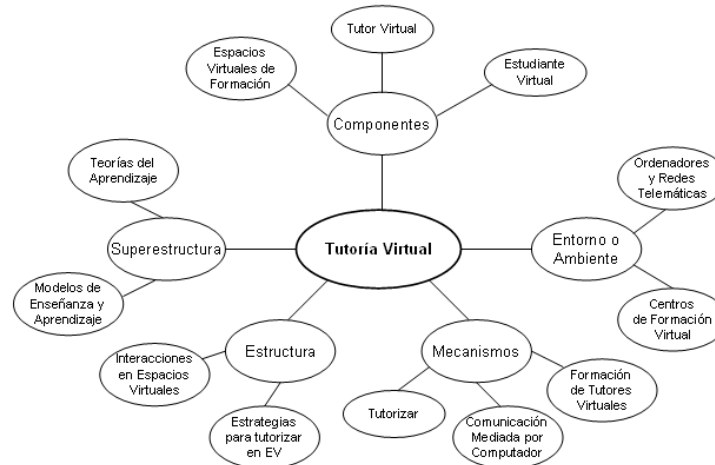 Tutor Virtual
Espacios
Virtuales de
Formación
Estudiante
Virtual
Componentes
Teorías del
Aprendizaje
Ordenadores
y Redes
Telemáticas
Superestructura
Tutoría Virtual
Entorno o
Ambiente
Modelos de
Enseñanza y
Aprendizaje
Centros
de Formación
Virtual
Interacciones
en Espacios
Virtuales
Estructura
Mecanismos
Formación
de Tutores
Virtuales
Estrategias
para tutorizar
en EV
Tutorizar
Comunicación
Mediada por
Computador